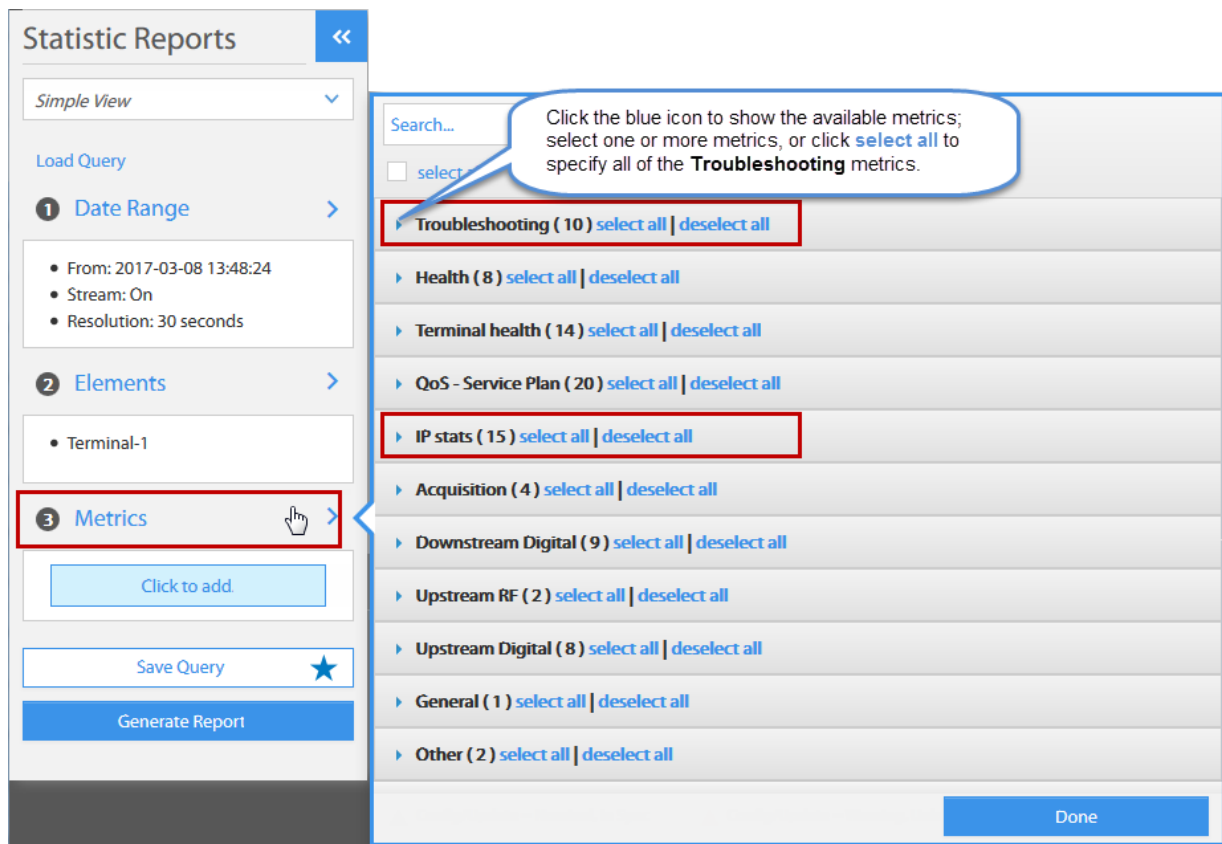 Statistic Reports
Simple View
Load Query
1 Date Range
• From: 2017-03-08 13:48:24
• Stream: On
• Resolution: 30 seconds
2 Elements
• Terminal-1
3 Metrics
Click to add.
Save Query
Generate Report
Search...
select
Click the blue icon to show the available metrics;
select one or more metrics, or click select all to
specify all of the Troubleshooting metrics.
Troubleshooting ( 10 ) select all | deselect all
Health ( 8 ) select all | deselect all
Terminal health ( 14 ) select all | deselect all
QoS - Service Plan ( 20 ) select all | deselect all
IP stats ( 15 ) select all | deselect all
Acquisition ( 4 ) select all | deselect all
Downstream Digital ( 9 ) select all | deselect all
Upstream RF ( 2 ) select all | deselect all
Upstream Digital ( 8 ) select all | deselect all
General ( 1 ) select all | deselect all
Other ( 2 ) select all | deselect all
Done